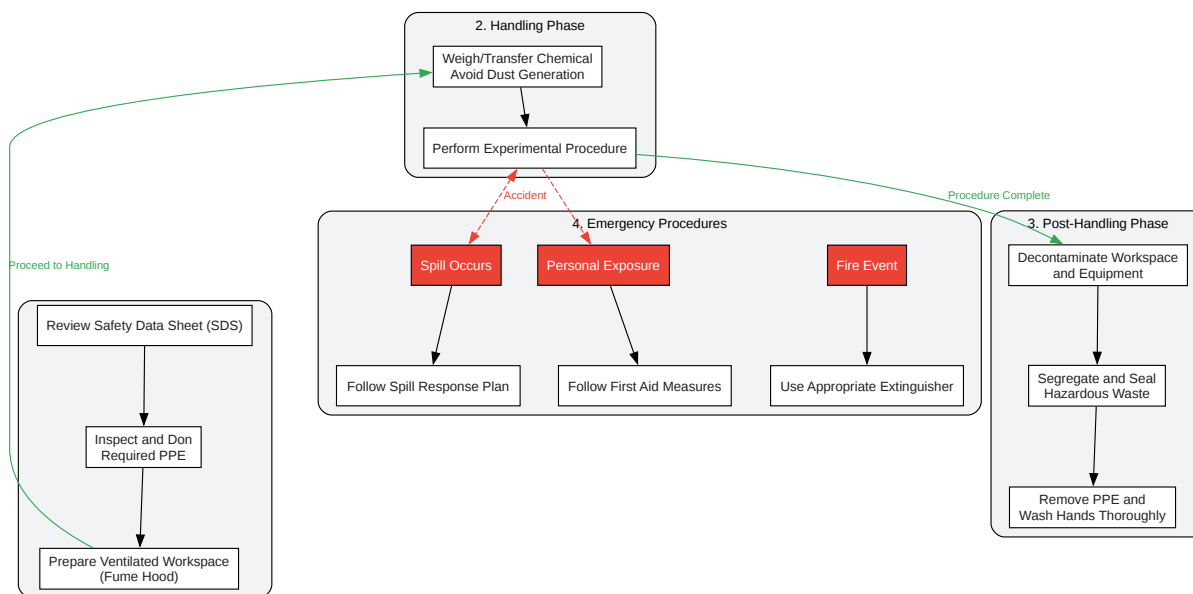 2. Handling Phase
Weigh/Transfer Chemical
Avoid Dust Generation
Perform Experimental Procedure
Accident
Procedure Complete
4. Emergency Procedures
Spill Occurs
Personal Exposure
Fire Event
Follow Spill Response Plan
Follow First Aid Measures
Use Appropriate Extinguisher
3. Post-Handling Phase
Decontaminate Workspace
and Equipment
Segregate and Seal
Hazardous Waste
Remove PPE and
Wash Hands Thoroughly
Proceed to Handling
Review Safety Data Sheet (SDS)
Inspect and Don
Required PPE
Prepare Ventilated Workspace
(Fume Hood)